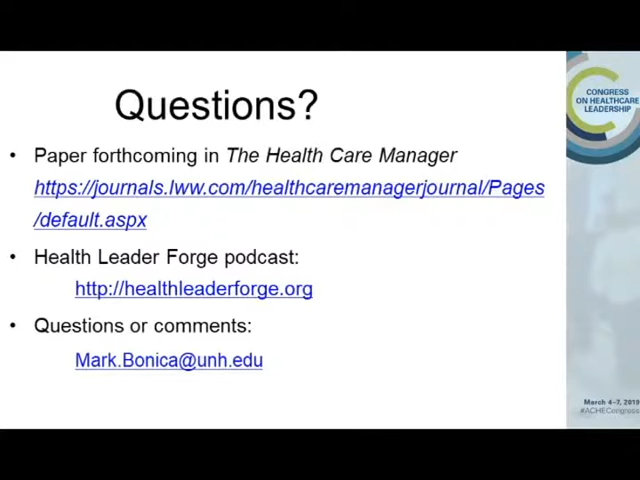 Questions?
• Paper forthcoming in The Health Care Manager
https://journals.lww.com/healthcaremanagerjournal/Pages
/default.aspx
• Health Leader Forge podcast:
http://healthleaderforge.org
• Questions or comments:
Mark.Bonica@unh.edu
CONGRESS
ON HEALTHCARE
LEADERSHIP
March 4–7, 2019
#ACHECongress